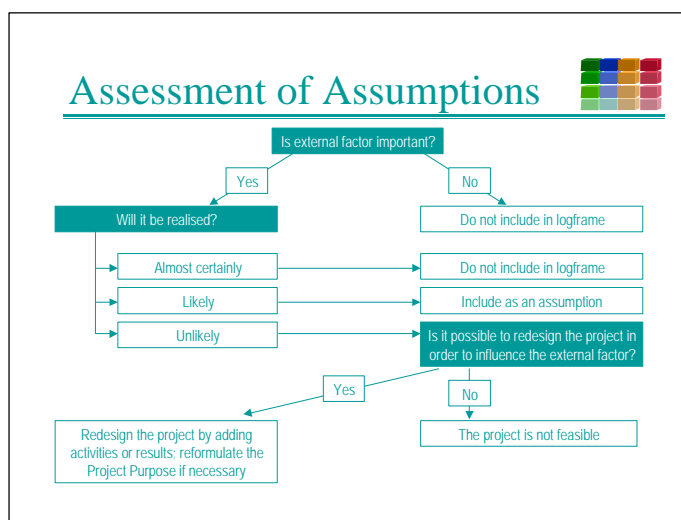 Assessment of Assumptions
Is external factor important?
Yes
No
Will it be realised?
Do not include in logframe
Almost certainly
Do not include in logframe
Likely
Include as an assumption
Unlikely
Is it possible to redesign the project in
order to influence the external factor?
Yes
No
Redesign the project by adding
activities or results; reformulate the
Project Purpose if necessary
The project is not feasible